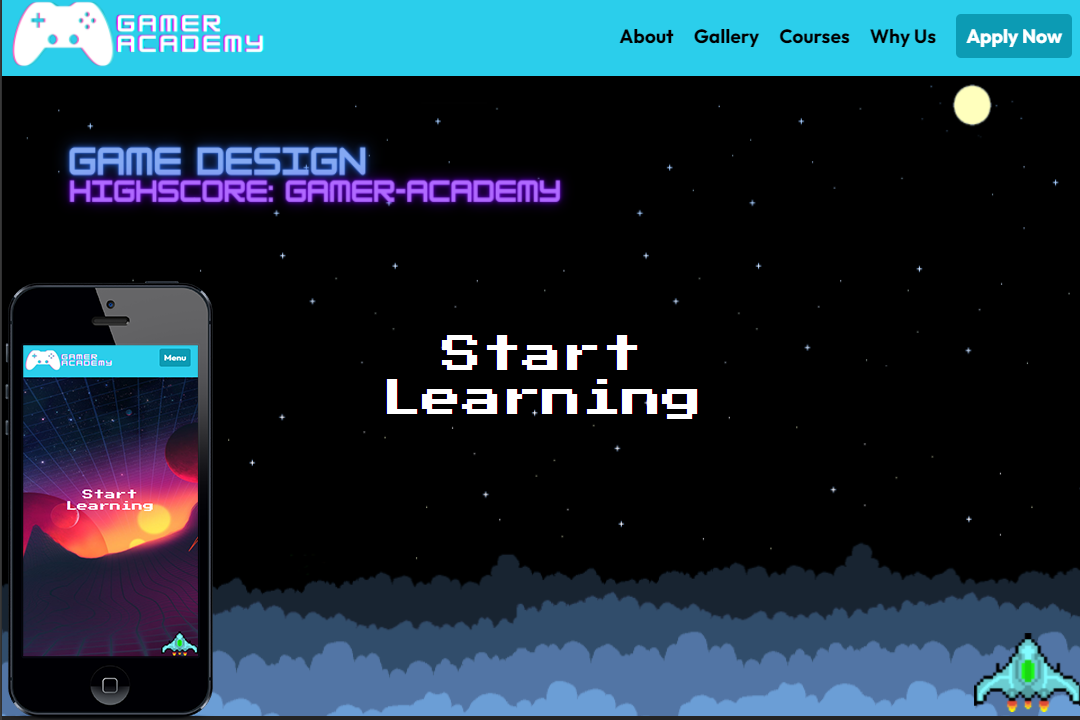 GAMER
ACADEMY
About Gallery Courses Why Us Apply Now
GAME DESIGN
HIGHSCORE: GAMER-ACADEMY
Start
Learning
GAMER
ACADEMY
Menu
Start
Learning